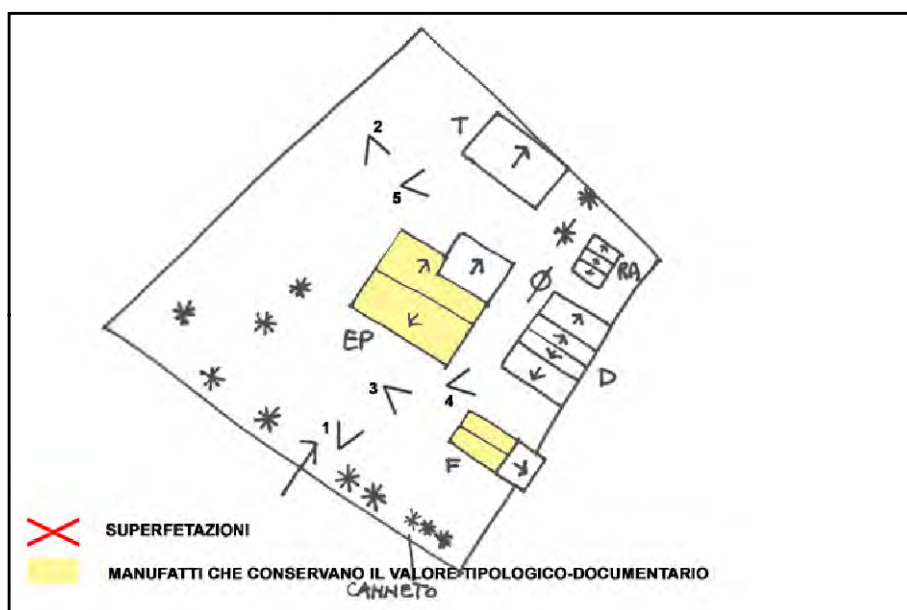 T
2
5
RA
Ø
EP
D
3
4
1
F
SUPERFETAZIONI
MANUFATTI CHE CONSERVANO IL VALORE TIPOLOGICO-DOCUMENTARIO
CANNETO